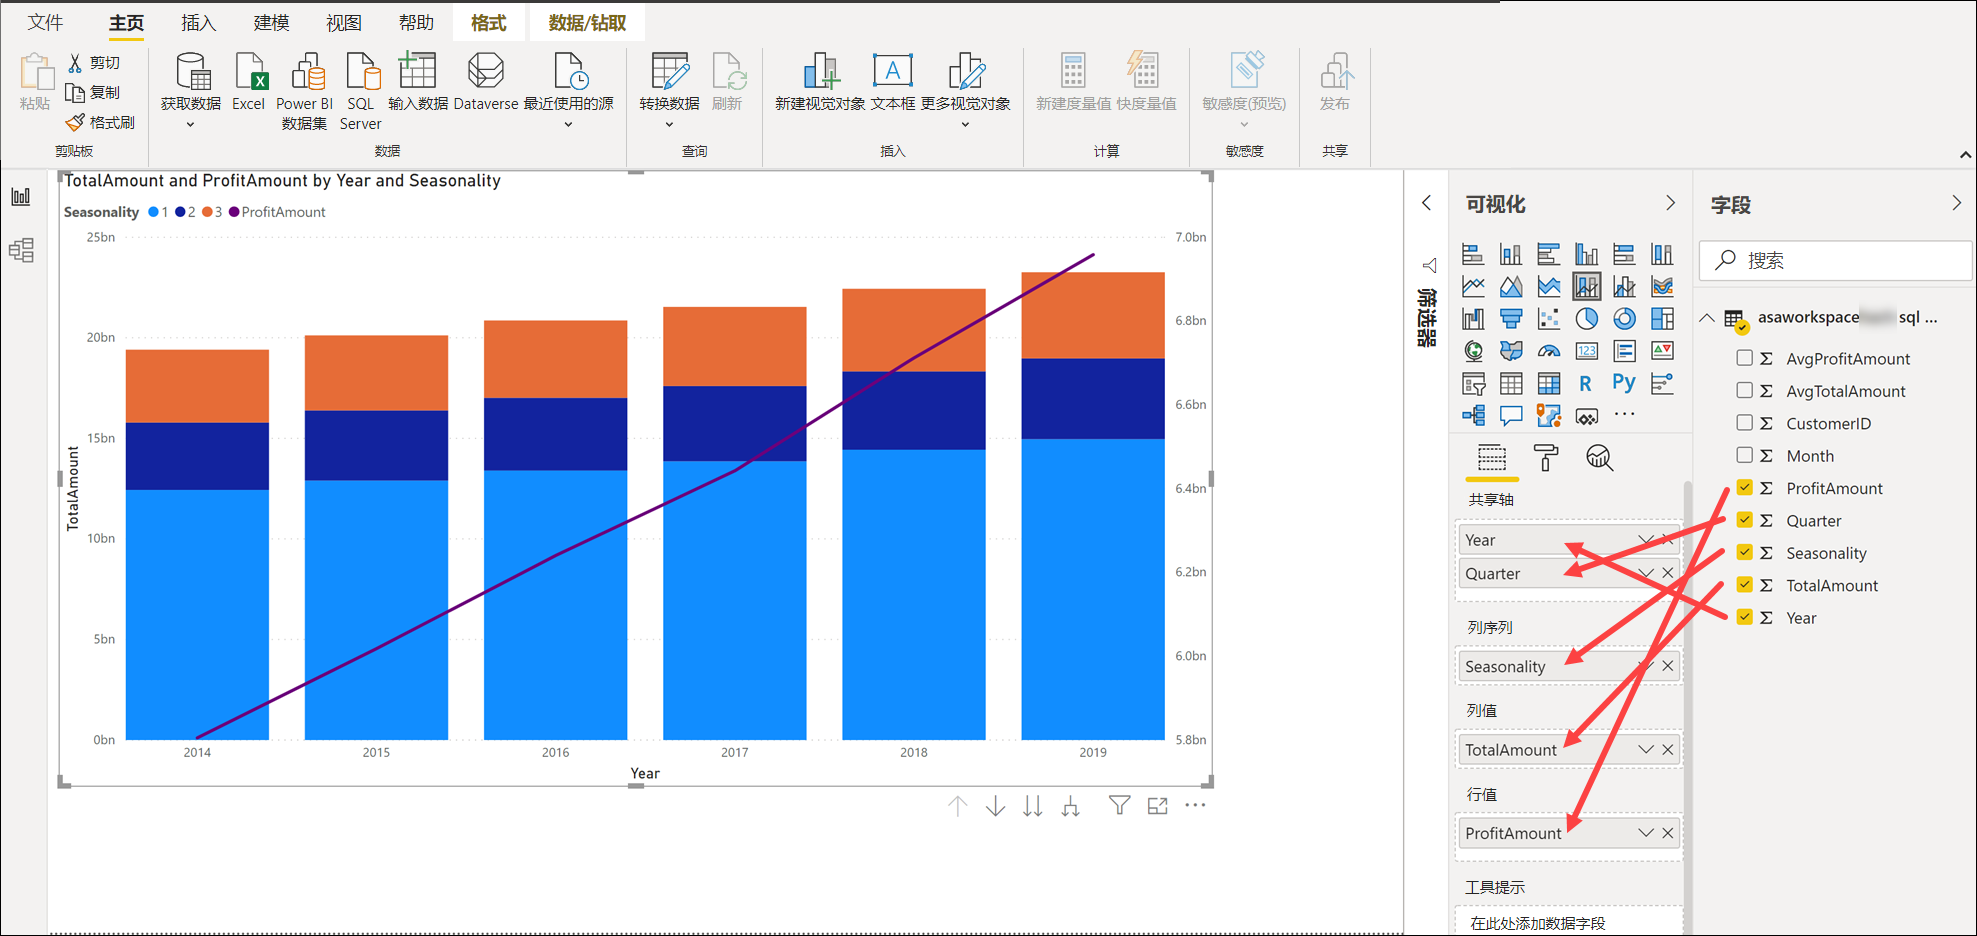 文件 主页 插入 建模 视图 帮助 格式 数据/钻取
粘贴
剪切
复制
格式刷
剪贴板
获取数据
Excel
Power BI
数据集
SQL
Server
输入数据
Dataverse
最近使用的源
数据
转换数据
刷新
查询
新建视觉对象
文本框
更多视觉对象
插入
新建度量值
快度量值
计算
敏感度(预览)
敏感度
发布
共享
TotalAmount and ProfitAmount by Year and Seasonality
Seasonality 1 2 3 ProfitAmount
25bn
20bn
15bn
10bn
5bn
0bn
TotalAmount
7.0bn
6.8bn
6.6bn
6.4bn
6.2bn
6.0bn
5.8bn
2014 2015 2016 2017 2018 2019
Year
筛选器
可视化
123
R
Py
共享轴
Year
Quarter
列序列
Seasonality
列值
TotalAmount
行值
ProfitAmount
工具提示
在此处添加数据字段
字段
搜索
asaworkspace sql ...
AvgProfitAmount
AvgTotalAmount
CustomerID
Month
ProfitAmount
Quarter
Seasonality
TotalAmount
Year